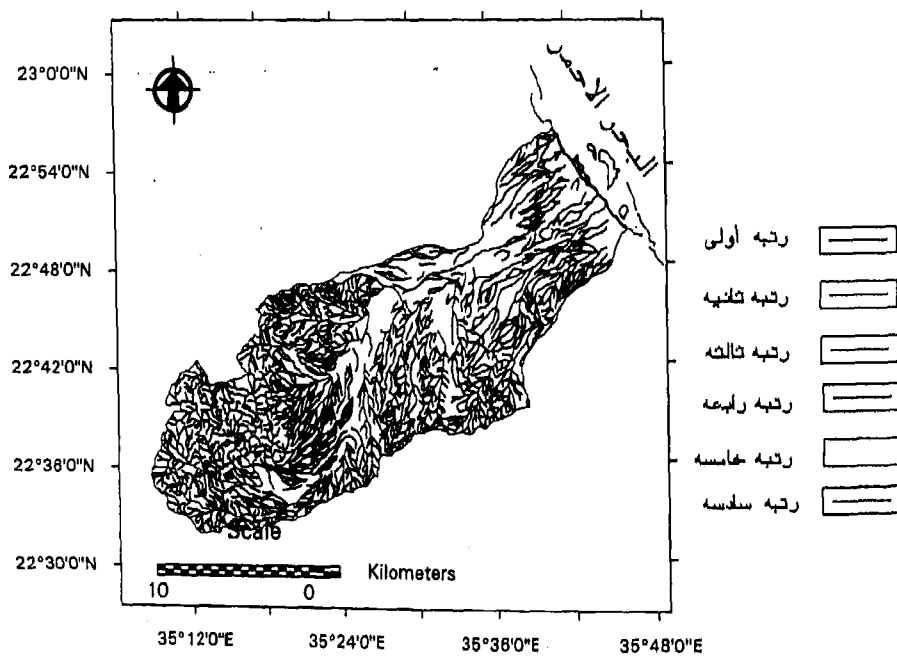 23°0'0"N
22°54'0"N
22°48'0"N
22°42'0"N
22°36'0"N
22°30'0"N
البحر الاحمر
رتبه أولى
رتبه ثانيه
رتبه ثالثه
رتبه رابعه
رتبه خامسه
رتبه سادسه
Scale
Kilometers
10 0
35°12'0"E 35°24'0"E 35°36'0"E 35°48'0"E